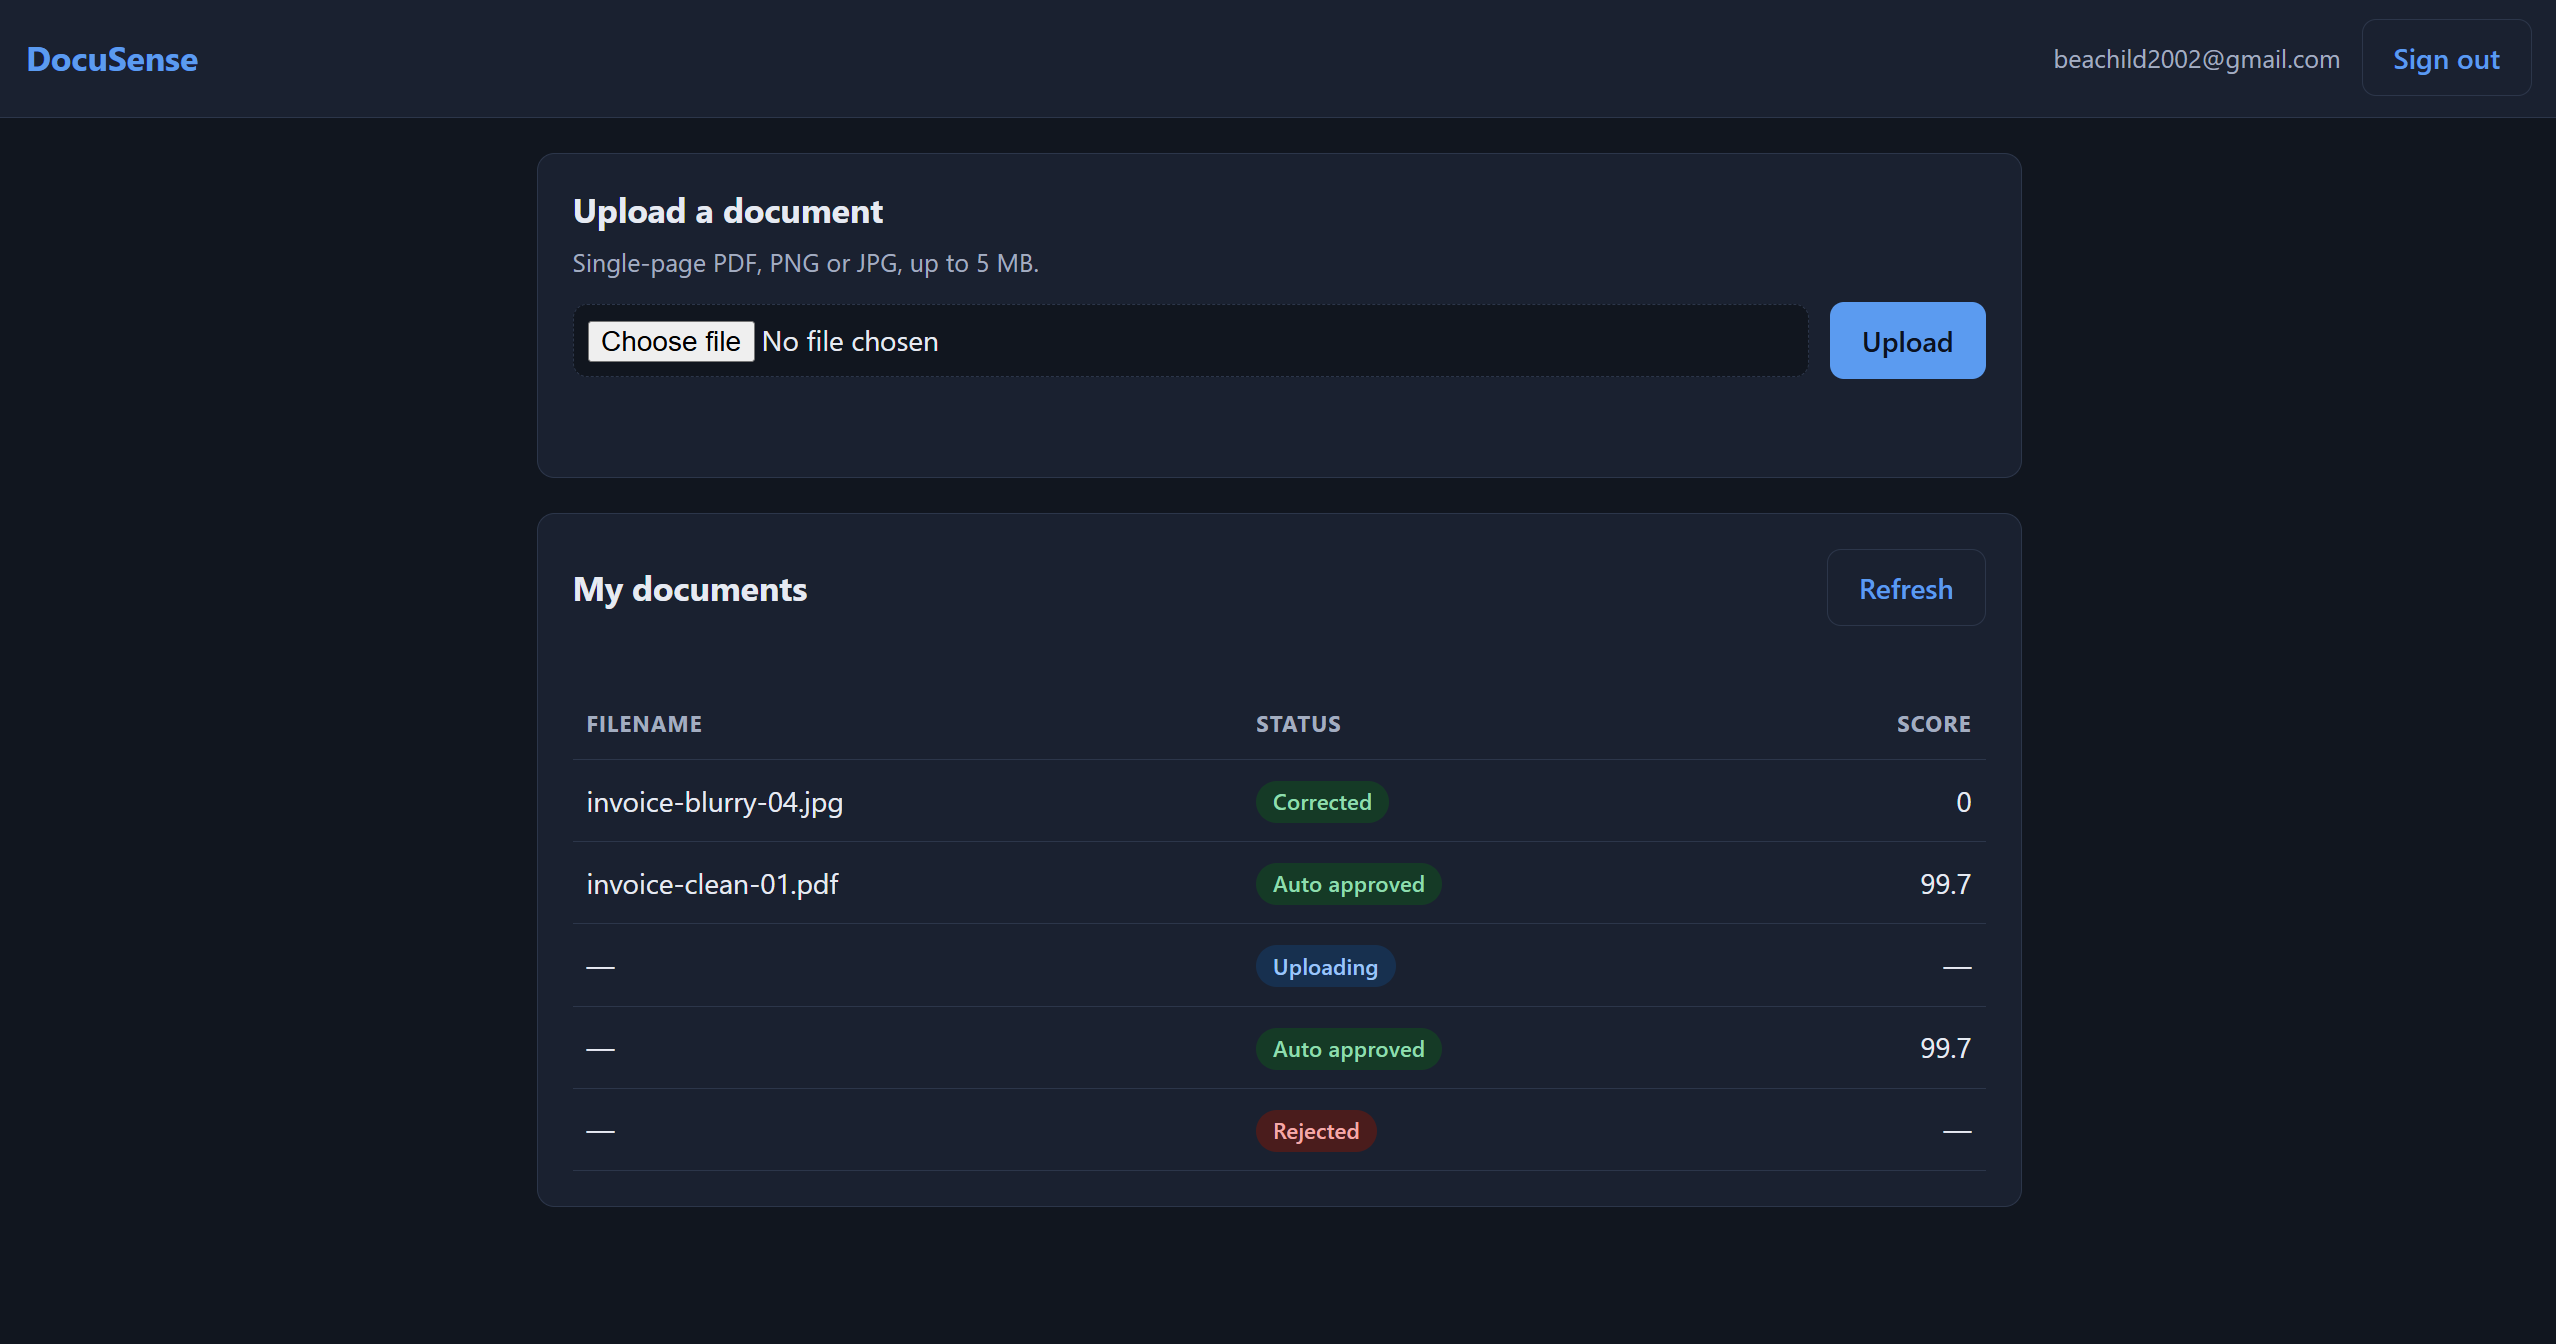 DocuSense
beachild2002@gmail.com
Sign out
Upload a document
Single-page PDF, PNG or JPG, up to 5 MB.
Choose file No file chosen
Upload
My documents
Refresh
FILENAME STATUS SCORE
invoice-blurry-04.jpg Corrected 0
invoice-clean-01.pdf Auto approved 99.7
— Uploading —
— Auto approved 99.7
— Rejected —